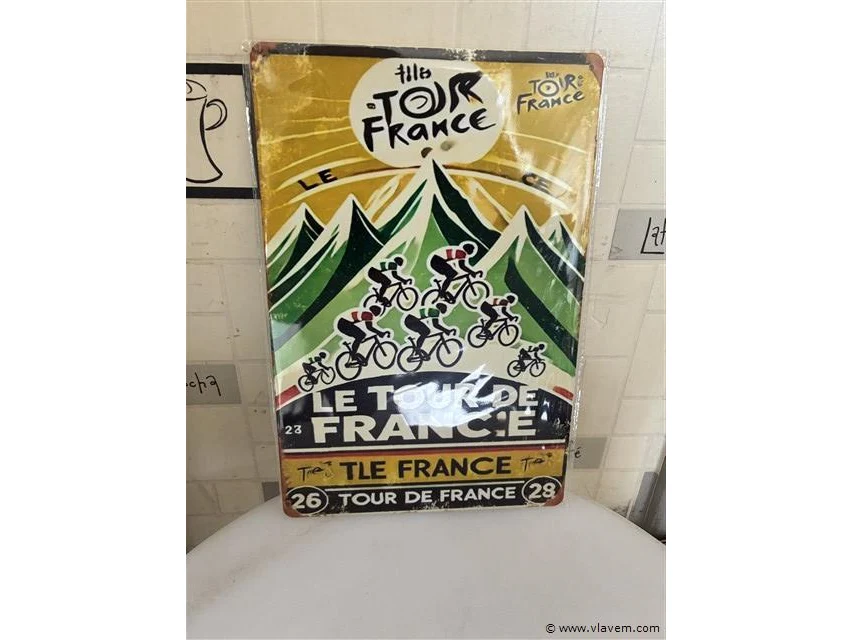 TOUR
FRANCE
TOUR
FRANCE
LE CE
LE TOUR DE
23 FRANCE
TLE FRANCE
26 TOUR DE FRANCE 28
© www.vlavem.com